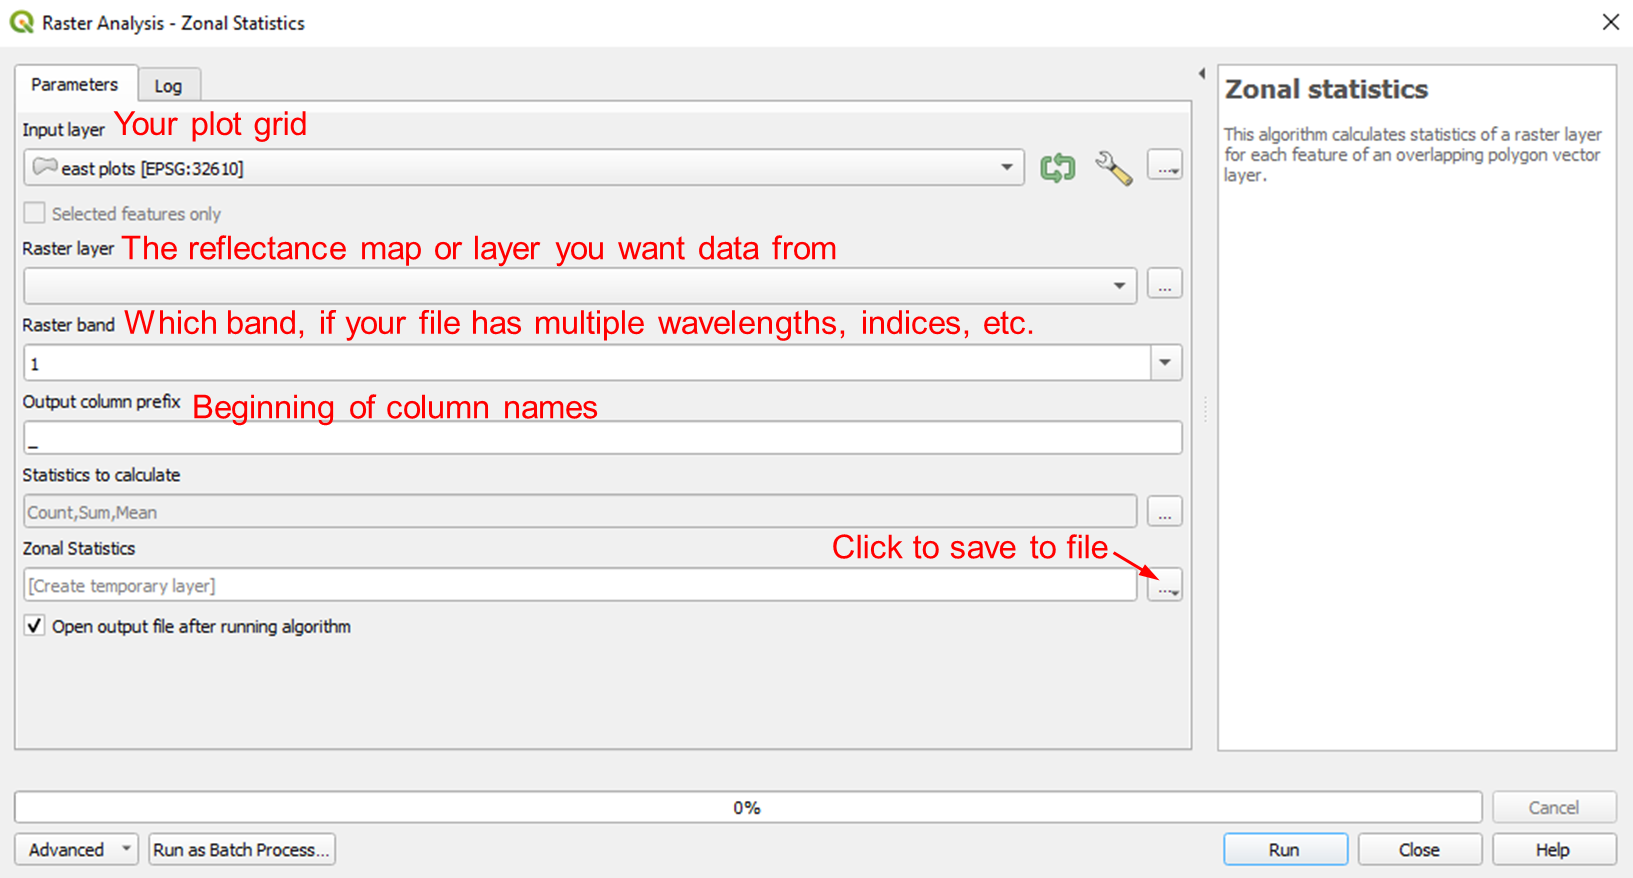 Raster Analysis - Zonal Statistics
Parameters
Log
Input layer Your plot grid
east plots [EPSG:32610]
...
Selected features only
Raster layer The reflectance map or layer you want data from
...
Raster band Which band, if your file has multiple wavelengths, indices, etc.
1
Output column prefix Beginning of column names
_
Statistics to calculate
Count,Sum,Mean
...
Zonal Statistics
Click to save to file
[Create temporary layer]
...
Open output file after running algorithm
Zonal statistics
This algorithm calculates statistics of a raster layer
for each feature of an overlapping polygon vector
layer.
0%
Cancel
Advanced
Run as Batch Process...
Run
Close
Help